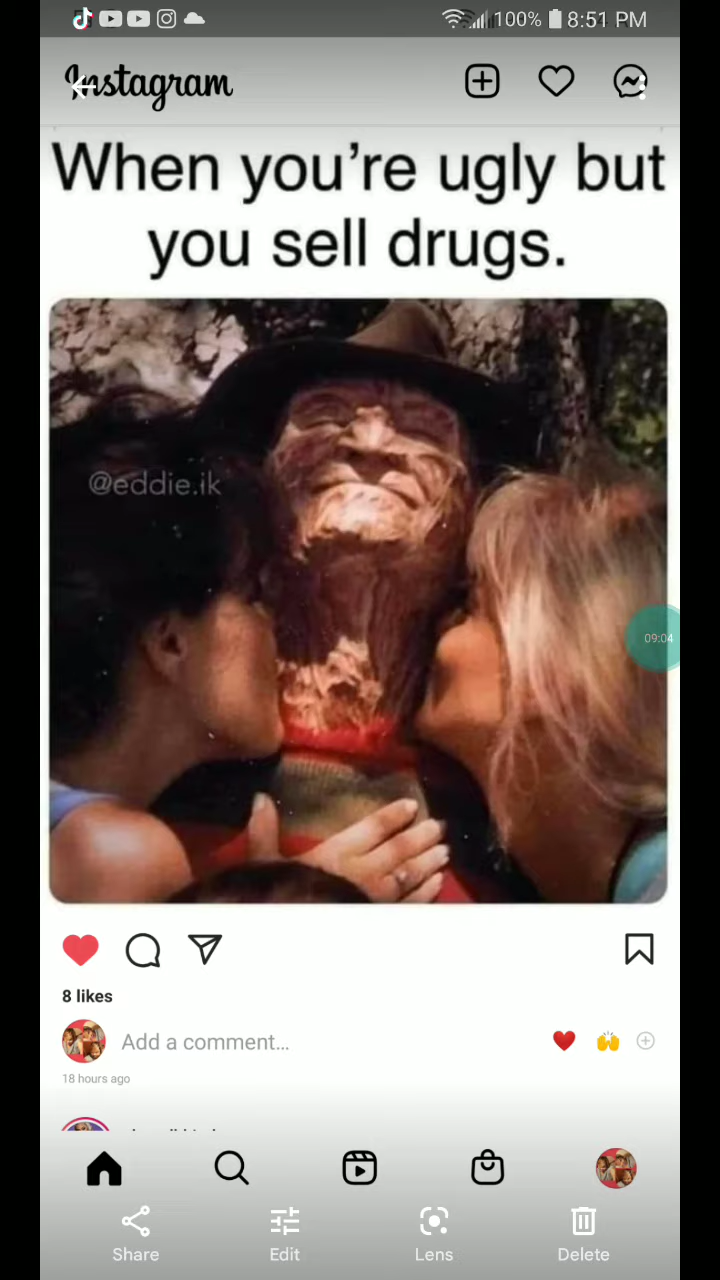 100% 8:51 PM
Instagram
When you're ugly but
you sell drugs.
@eddie.ik
09:04
8 likes
Add a comment...
18 hours ago
Share Edit Lens Delete